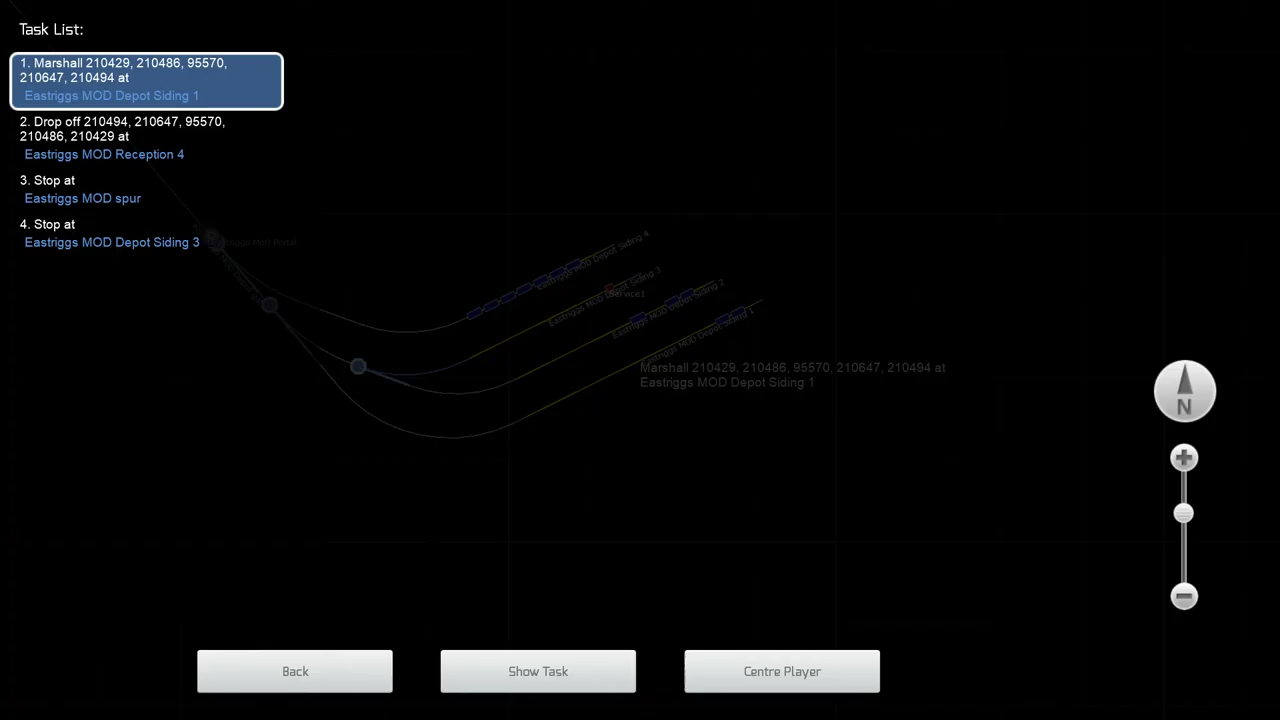 Task List:
1. Marshall 210429, 210486, 95570,
210647, 210494 at
Eastriggs MOD Depot Siding 1
2. Drop off 210494, 210647, 95570,
210486, 210429 at
Eastriggs MOD Reception 4
3. Stop at
Eastriggs MOD spur
4. Stop at
Eastriggs MOD Depot Siding 3
Eastriggs MOD Portal
Eastriggs MOD Depot Siding 4
Eastriggs MOD Depot Siding 3
Service1
Eastriggs MOD Depot Siding 2
Eastriggs MOD Depot Siding 1
Marshall 210429, 210486, 95570, 210647, 210494 at
Eastriggs MOD Depot Siding 1
N
Back
Show Task
Centre Player